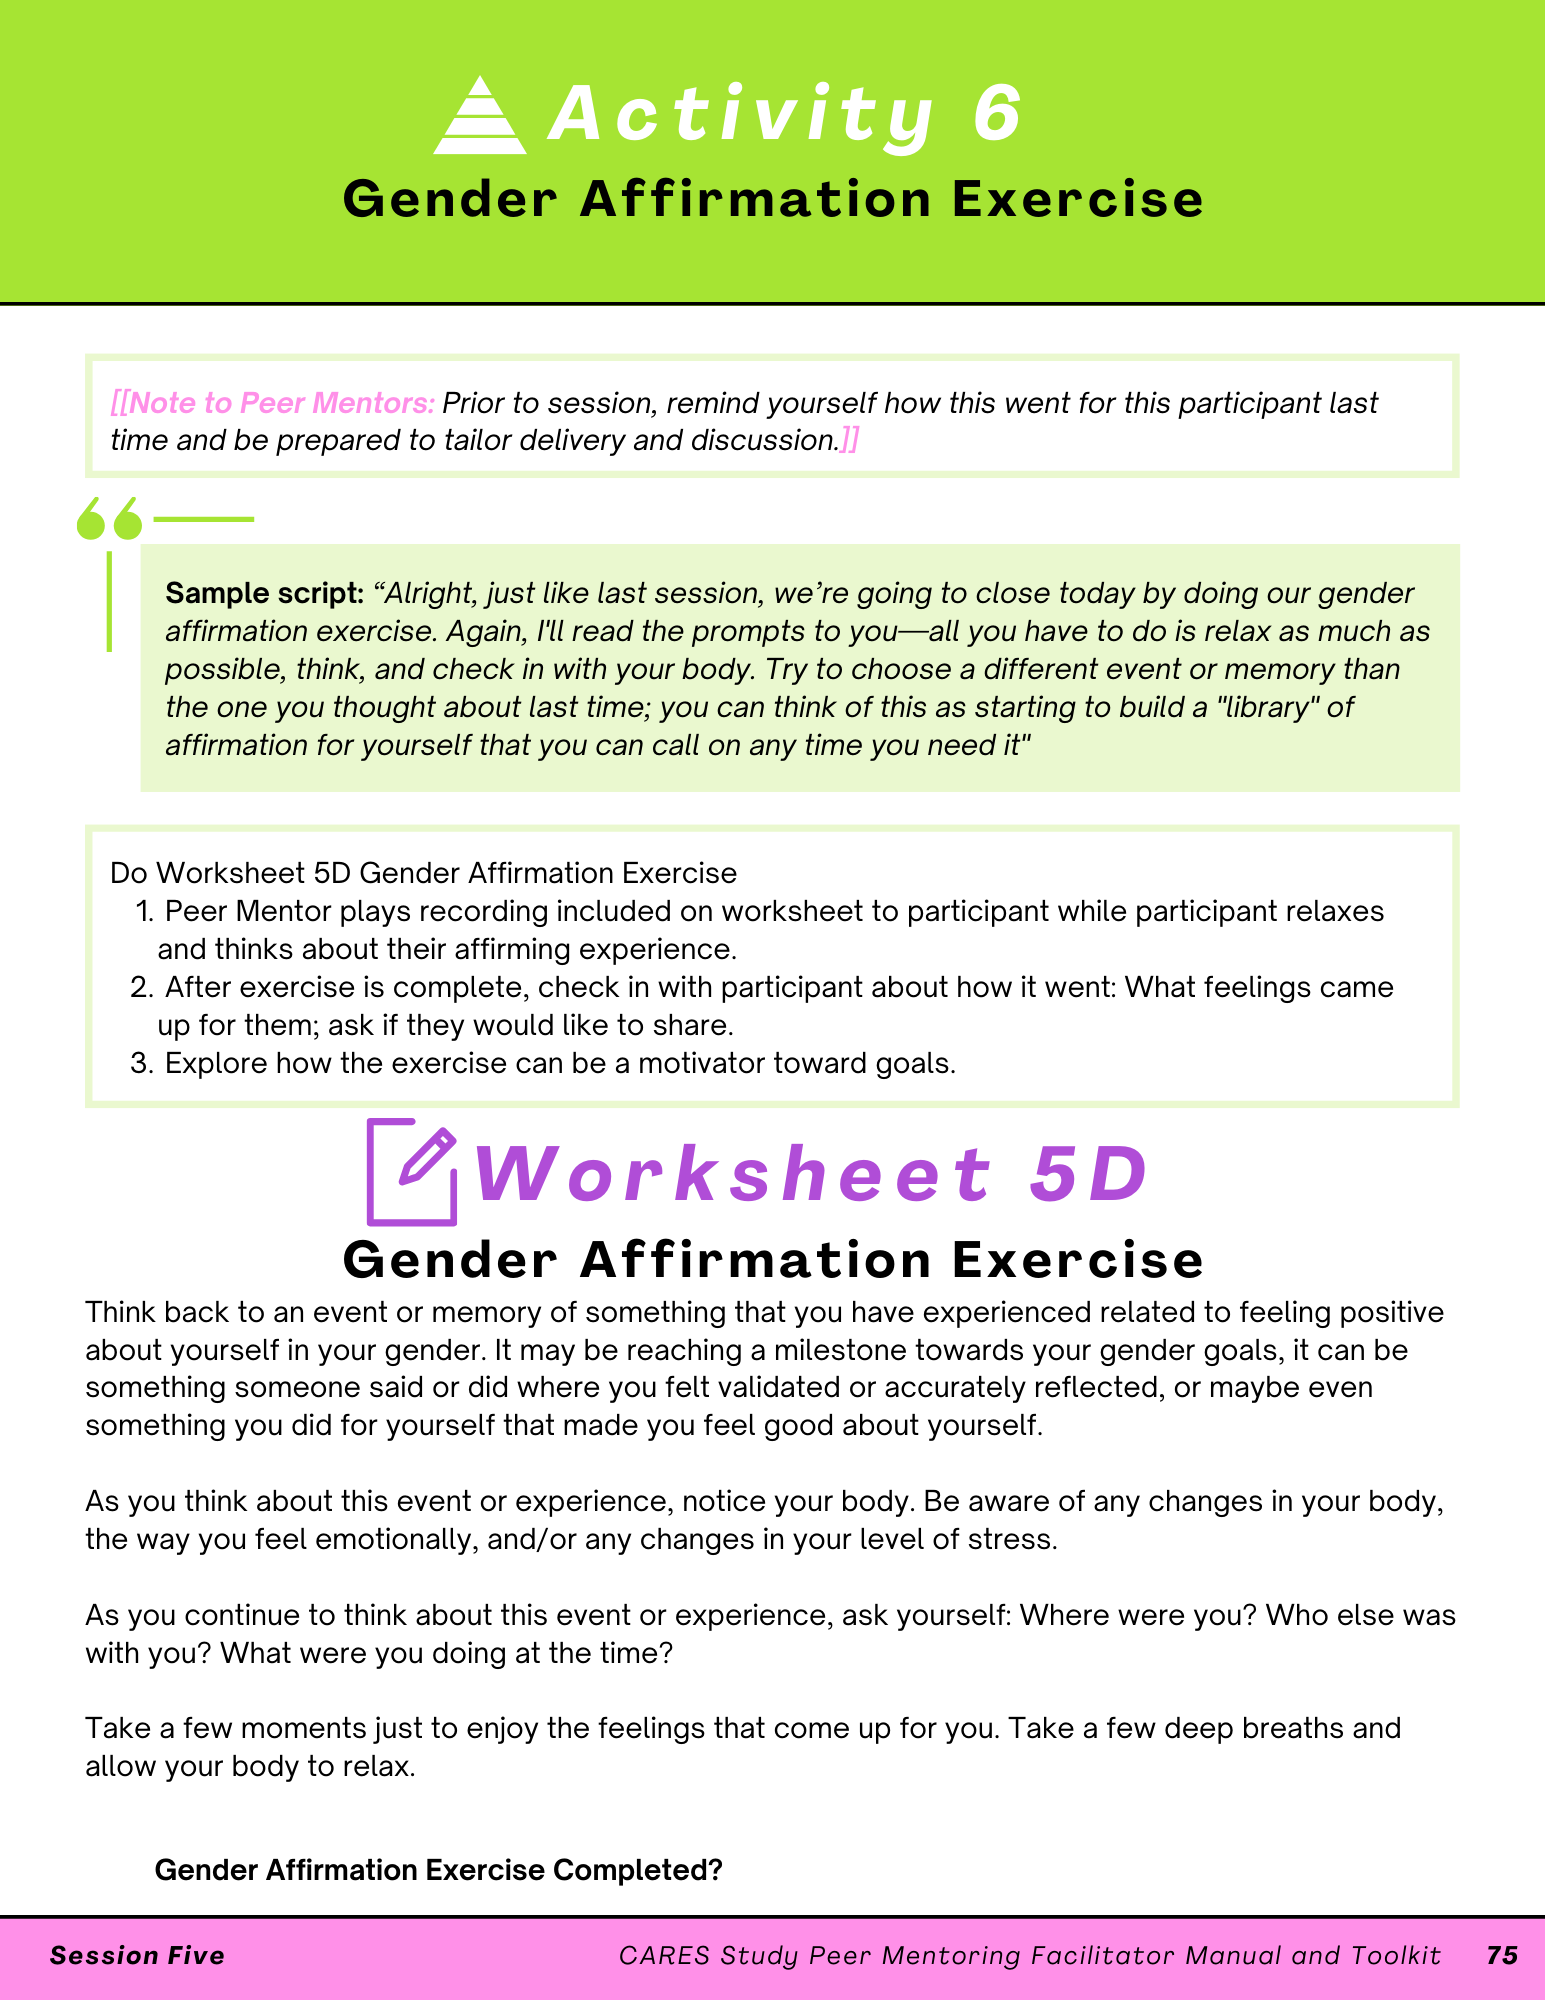 Activity 6
Gender Affirmation Exercise
[[Note to Peer Mentors: Prior to session, remind yourself how this went for this participant last
time and be prepared to tailor delivery and discussion.]]
Sample script: “Alright, just like last session, we’re going to close today by doing our gender
affirmation exercise. Again, I'll read the prompts to you—all you have to do is relax as much as
possible, think, and check in with your body. Try to choose a different event or memory than
the one you thought about last time; you can think of this as starting to build a "library" of
affirmation for yourself that you can call on any time you need it"
Do Worksheet 5D Gender Affirmation Exercise
1. Peer Mentor plays recording included on worksheet to participant while participant relaxes
and thinks about their affirming experience.
2. After exercise is complete, check in with participant about how it went: What feelings came
up for them; ask if they would like to share.
3. Explore how the exercise can be a motivator toward goals.
Worksheet 5D
Gender Affirmation Exercise
Think back to an event or memory of something that you have experienced related to feeling positive
about yourself in your gender. It may be reaching a milestone towards your gender goals, it can be
something someone said or did where you felt validated or accurately reflected, or maybe even
something you did for yourself that made you feel good about yourself.
As you think about this event or experience, notice your body. Be aware of any changes in your body,
the way you feel emotionally, and/or any changes in your level of stress.
As you continue to think about this event or experience, ask yourself: Where were you? Who else was
with you? What were you doing at the time?
Take a few moments just to enjoy the feelings that come up for you. Take a few deep breaths and
allow your body to relax.
Gender Affirmation Exercise Completed?
Session Five
CARES Study Peer Mentoring Facilitator Manual and Toolkit 75